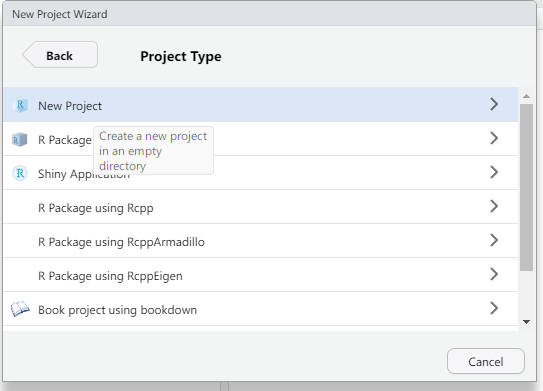 New Project Wizard
Back
Project Type
New Project
R Package
Create a new project
in an empty
directory
Shiny Application
R Package using Rcpp
R Package using RcppArmadillo
R Package using RcppEigen
Book project using bookdown
Cancel